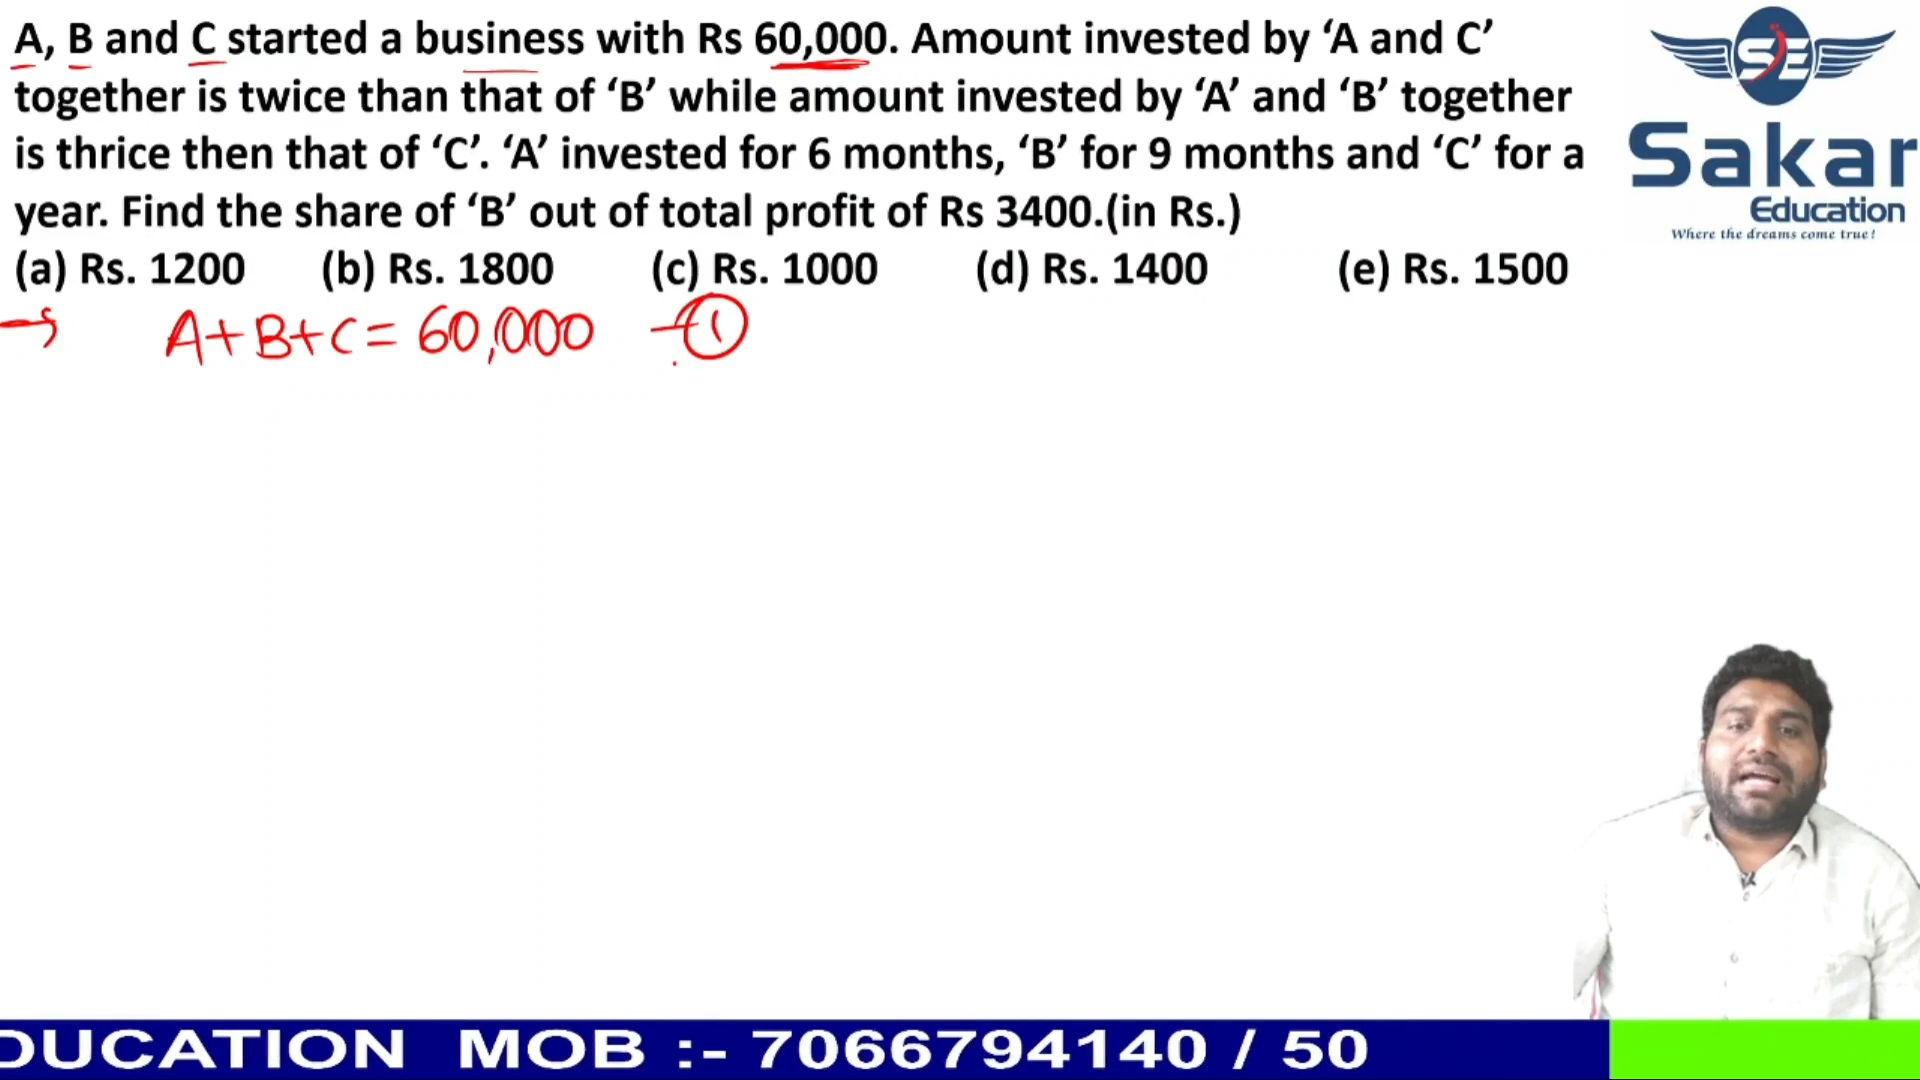 A, B and C started a business with Rs 60,000. Amount invested by ‘A and C’
together is twice than that of ‘B’ while amount invested by ‘A’ and ‘B’ together
is thrice then that of ‘C’. ‘A’ invested for 6 months, ‘B’ for 9 months and ‘C’ for a
year. Find the share of ‘B’ out of total profit of Rs 3400.(in Rs.)
(a) Rs. 1200 (b) Rs. 1800 (c) Rs. 1000 (d) Rs. 1400 (e) Rs. 1500
→ A+B+C= 60,000 -①
SE
Sakar
Education
Where the dreams come true!
DUCATION MOB :- 7066794140 / 50